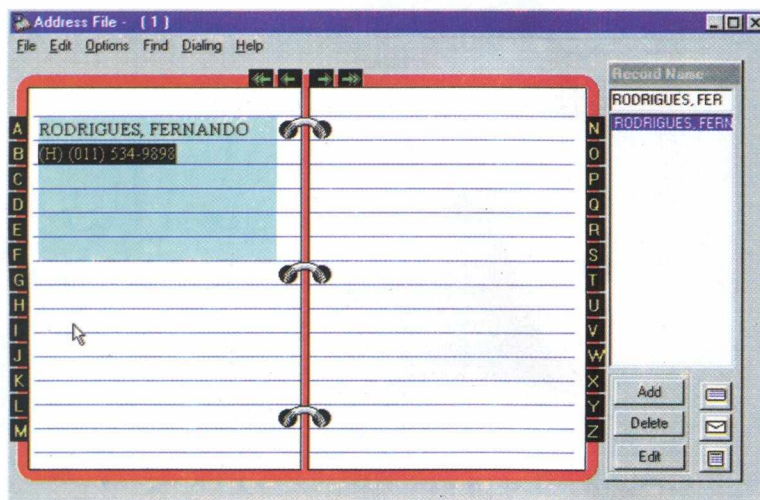 Address File - ( 1 )
File Edit Options Find Dialing Help
Record Name
RODRIGUES, FER
RODRIGUES, FERN
RODRIGUES, FERNANDO
(H) (011) 534-9898
A
B
C
D
E
F
G
H
I
J
K
L
M
N
O
P
Q
R
S
T
U
V
W
X
Y
Z
Add
Delete
Edit